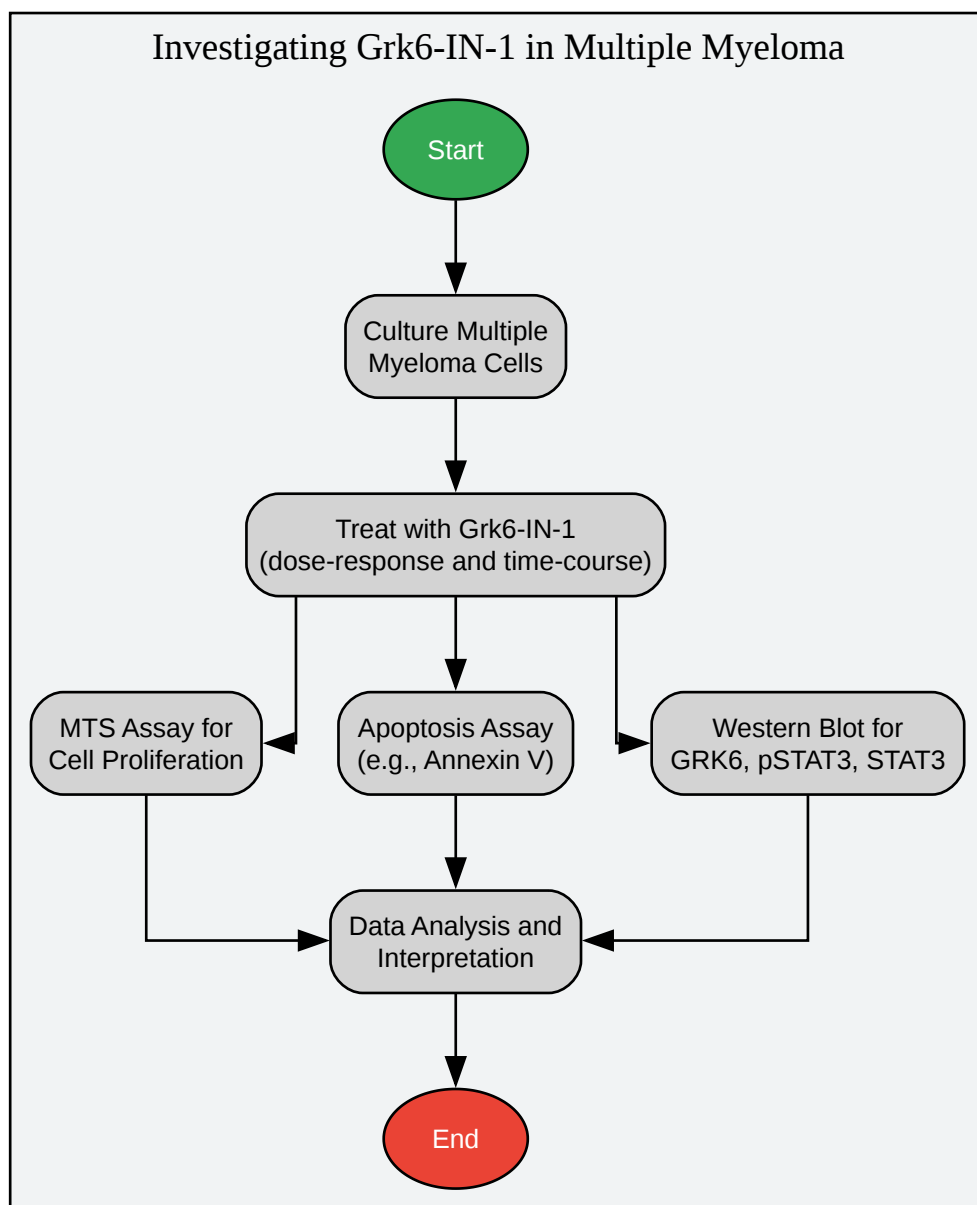 Investigating Grk6-IN-1 in Multiple Myeloma
Start
Culture Multiple
Myeloma Cells
Treat with Grk6-IN-1
(dose-response and time-course)
MTS Assay for
Cell Proliferation
Apoptosis Assay
(e.g., Annexin V)
Western Blot for
GRK6, pSTAT3, STAT3
Data Analysis and
Interpretation
End